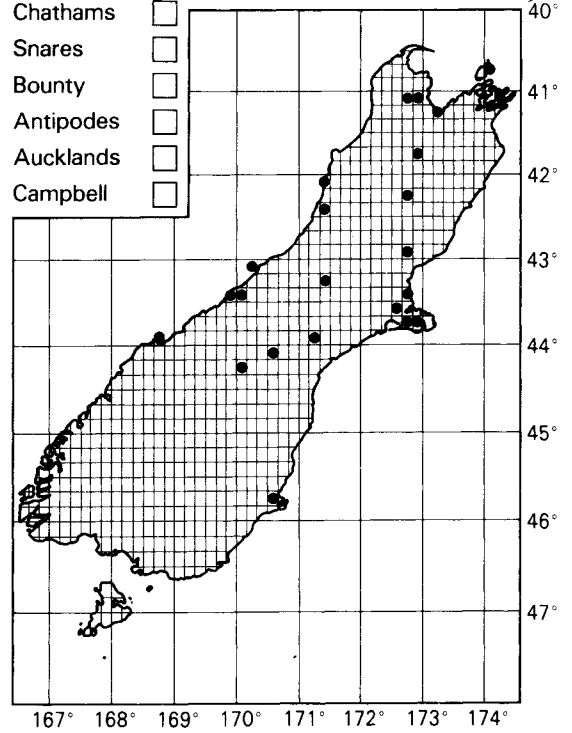 Chathams
Snares
Bounty
Antipodes
Aucklands
Campbell
40°
41°
42°
43°
44°
45°
46°
47°
167° 168° 169° 170° 171° 172° 173° 174°